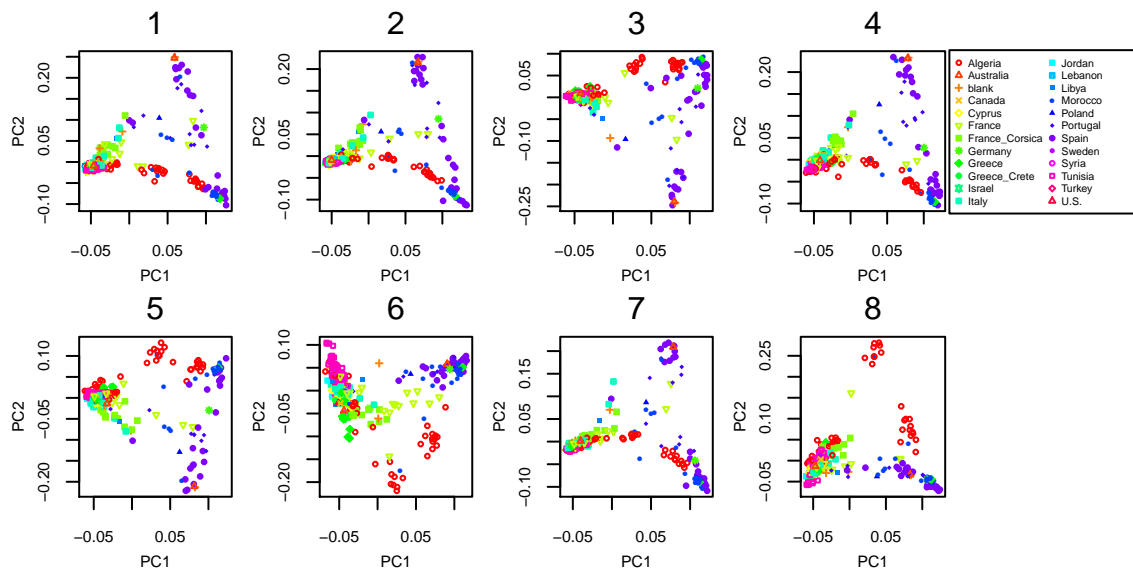 1
2
3
4
PC2
0.20
0.05
−0.10
−0.05
0.05
PC1
PC2
0.20
0.05
−0.10
−0.05
0.05
PC1
PC2
0.05
−0.10
−0.25
−0.05
0.05
PC1
PC2
0.20
0.05
−0.10
−0.05
0.05
PC1
Algeria
Australia
blank
Canada
Cyprus
France
France_Corsica
Germany
Greece
Greece_Crete
Israel
Italy
Jordan
Lebanon
Libya
Morocco
Poland
Portugal
Spain
Sweden
Syria
Tunisia
Turkey
U.S.
5
6
7
8
PC2
0.10
−0.05
−0.20
−0.05
0.05
PC1
PC2
0.10
−0.05
−0.20
−0.05
0.05
PC1
PC2
0.15
0.05
−0.10
−0.05
0.05
PC1
PC2
0.25
0.10
−0.05
−0.05
0.05
PC1